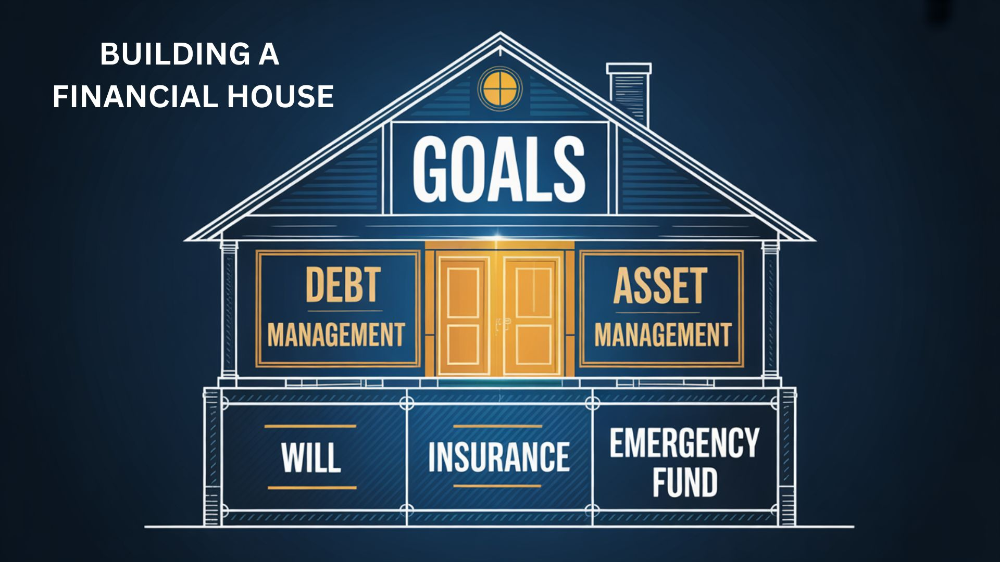 BUILDING A
FINANCIAL HOUSE
GOALS
DEBT
MANAGEMENT
ASSET
MANAGEMENT
WILL
INSURANCE
EMERGENCY
FUND